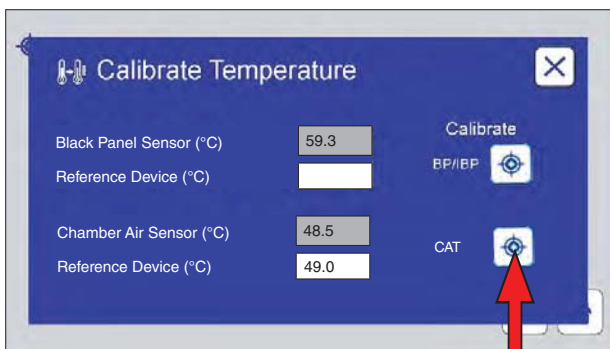 Calibrate Temperature
Calibrate
Black Panel Sensor (°C) 59.3
BP/IBP
Reference Device (°C)
Chamber Air Sensor (°C) 48.5
CAT
Reference Device (°C) 49.0